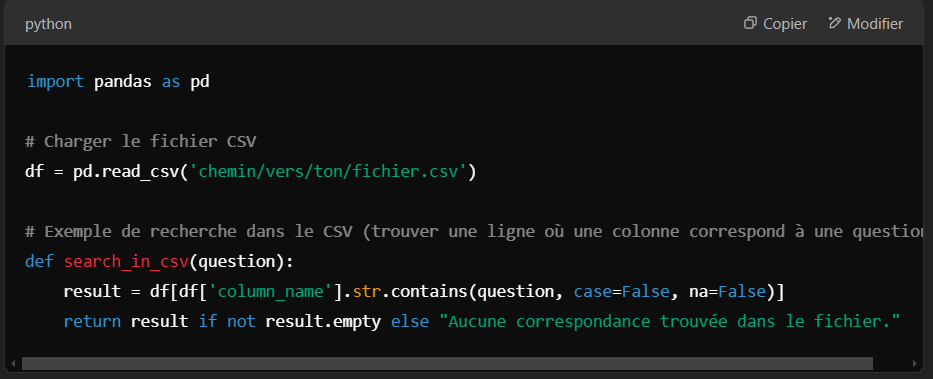 python
Copier
Modifier
import pandas as pd
# Charger le fichier CSV
df = pd.read_csv('chemin/vers/ton/fichier.csv')
# Exemple de recherche dans le CSV (trouver une ligne où une colonne correspond à une question
def search_in_csv(question):
    result = df[df['column_name'].str.contains(question, case=False, na=False)]
    return result if not result.empty else "Aucune correspondance trouvée dans le fichier."